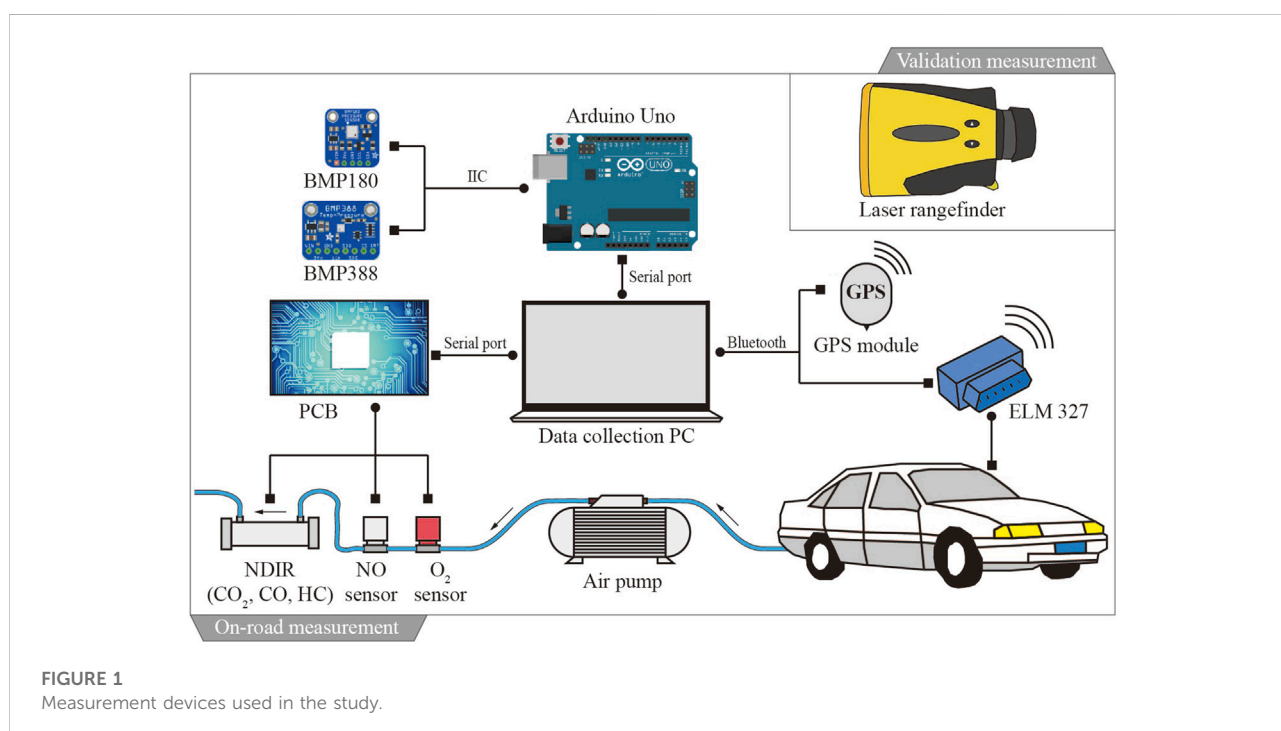 Validation measurement
Arduino Uno
BMP180
IIC
BMP388
UNO
Laser rangefinder
Serial port
GPS
GPS module
Serial port
Bluetooth
PCB
Data collection PC
ELM 327
NDIR
(CO₂, CO, HC)
NO
sensor
O₂
sensor
Air pump
On-road measurement
FIGURE 1
Measurement devices used in the study.